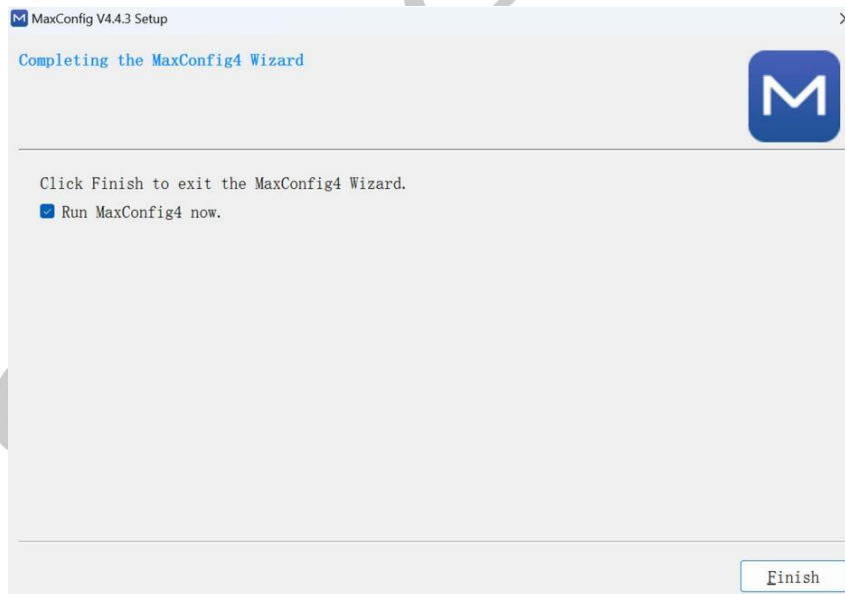 MaxConfig V4.4.3 Setup
Completing the MaxConfig4 Wizard
M
Click Finish to exit the MaxConfig4 Wizard.
Run MaxConfig4 now.
Finish